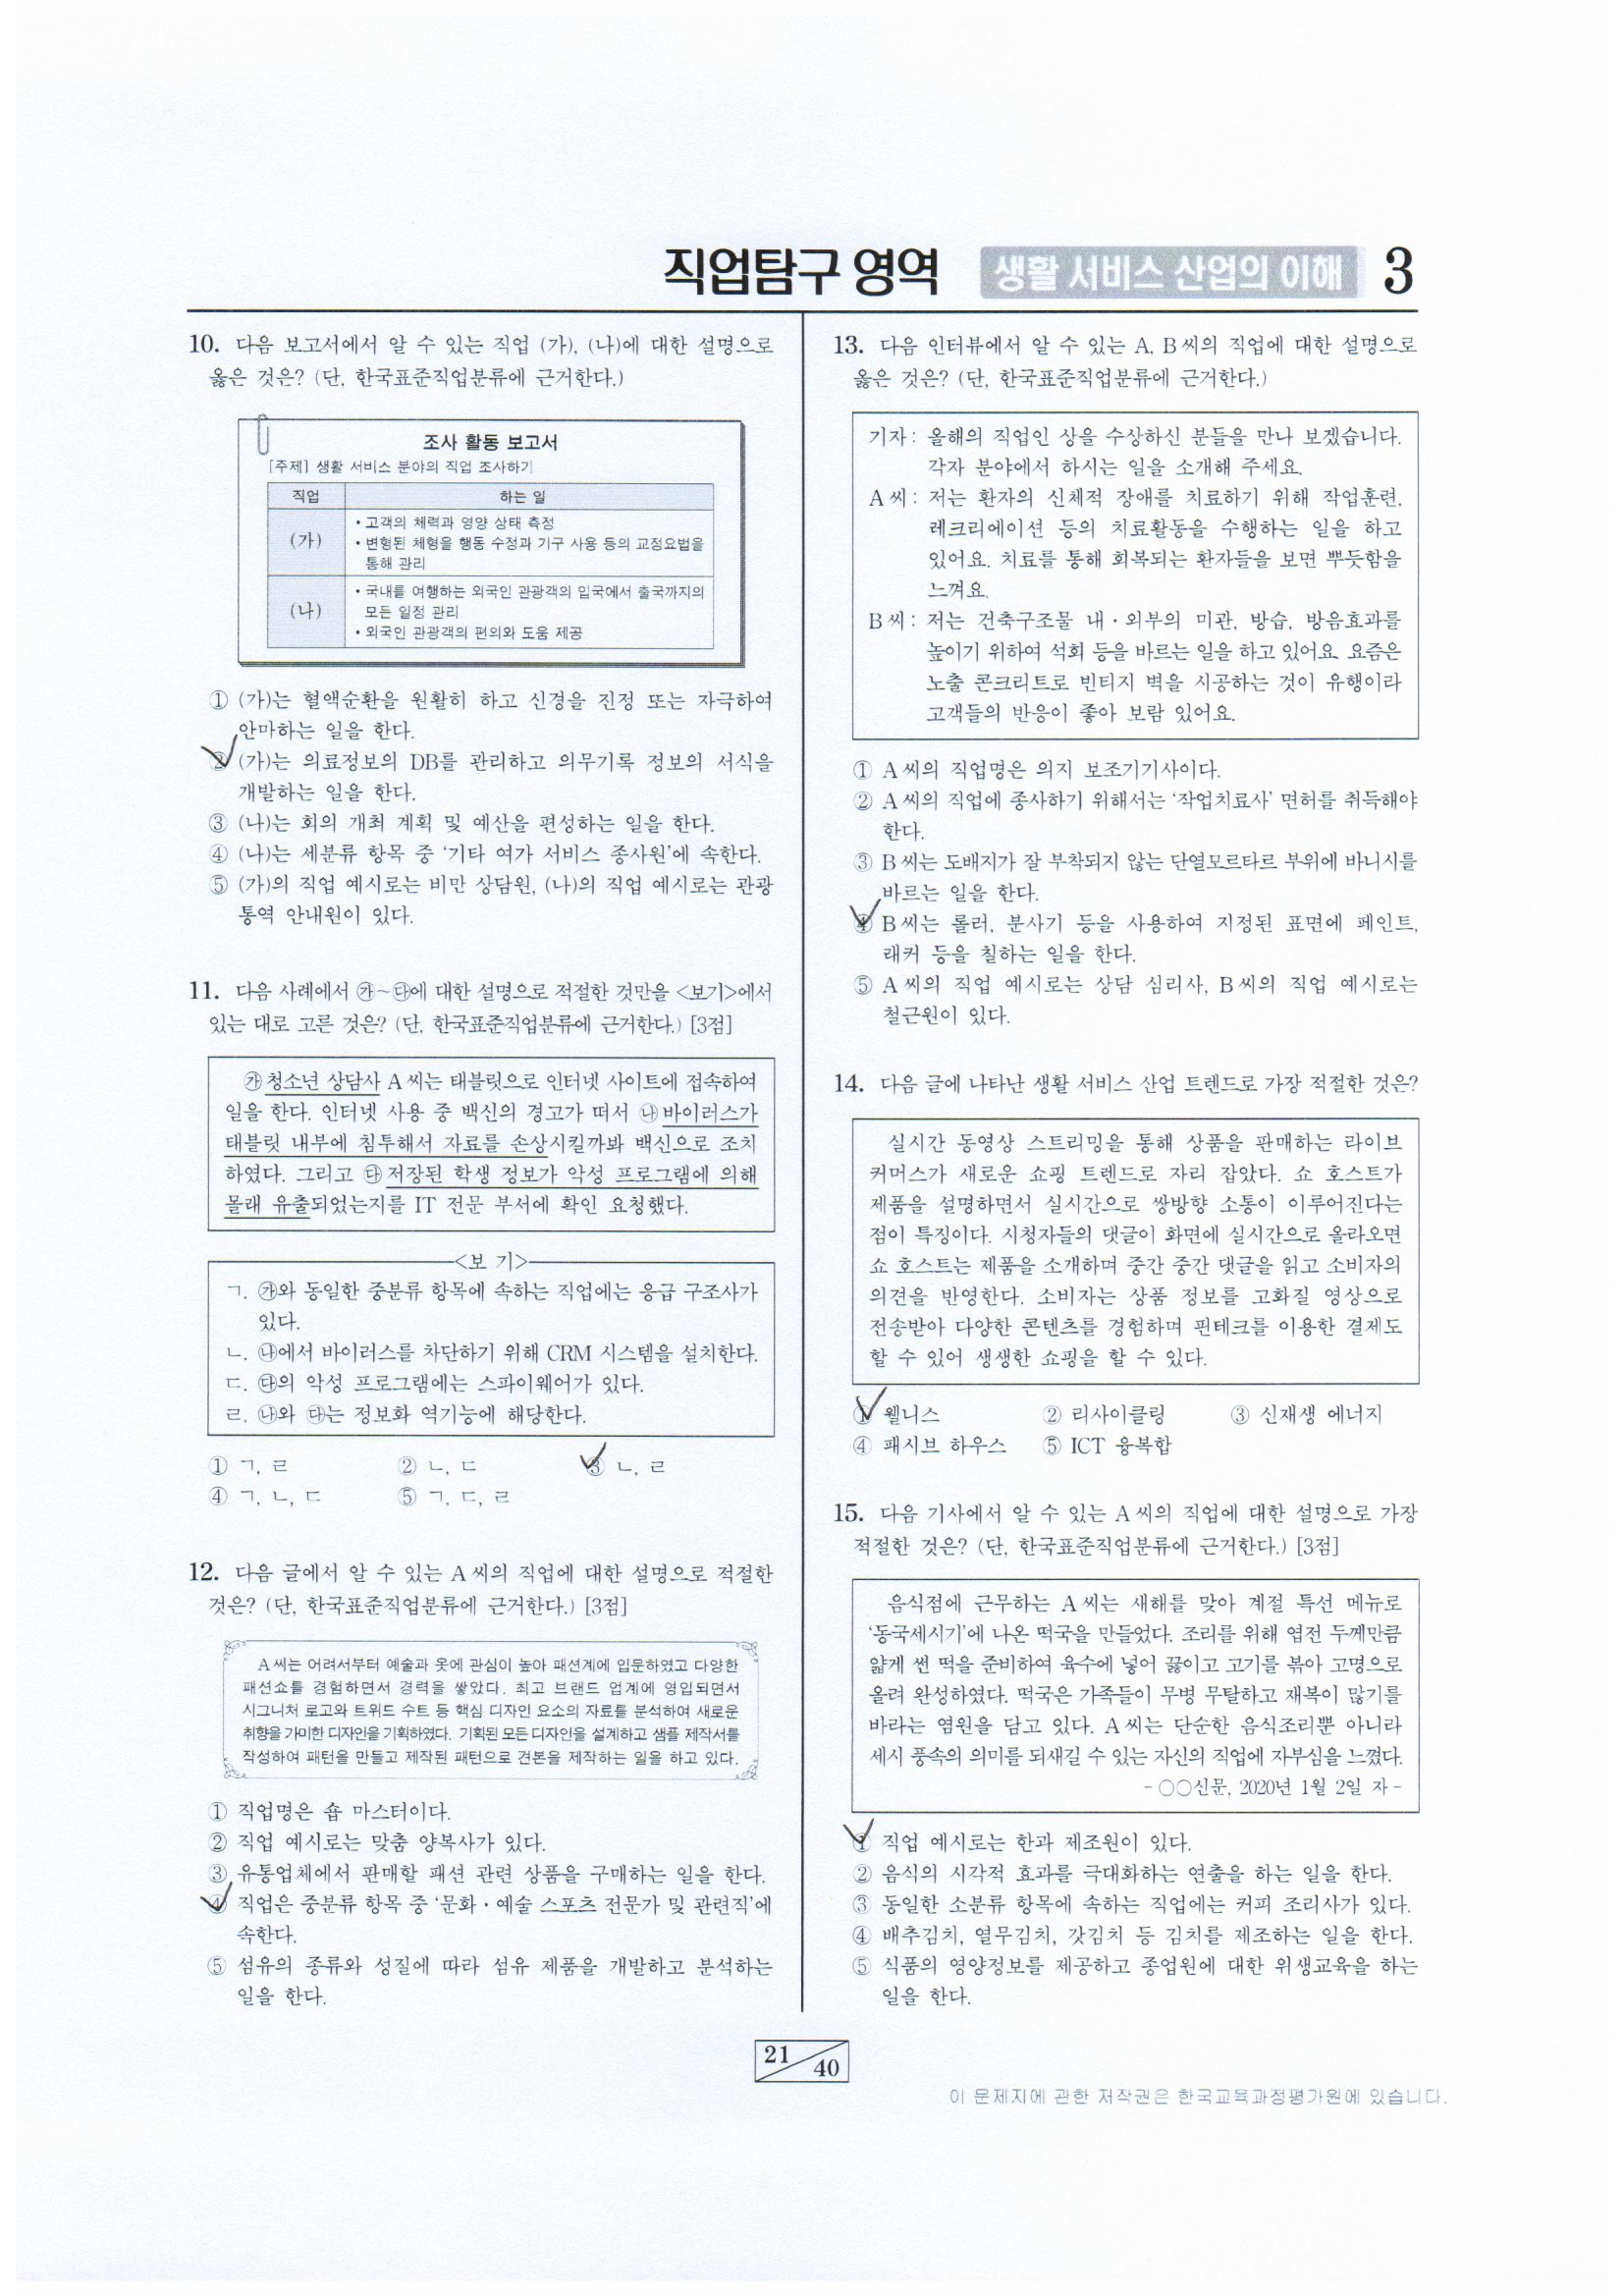 직업탐구 영역 생활 서비스 산업의 이해 3
10. 다음 보고서에서 알 수 있는 직업 (가), (나)에 대한 설명으로
옳은 것은? (단, 한국표준직업분류에 근거한다.)
조사 활동 보고서
[주제] 생활 서비스 분야의 직업 조사하기
직업 하는 일
(가)
• 고객의 체력과 영양 상태 측정
• 변형된 체형을 행동 수정과 기구 사용 등의 교정요법을
통해 관리
(나)
• 국내를 여행하는 외국인 관광객의 입국에서 출국까지의
모든 일정 관리
• 외국인 관광객의 편의와 도움 제공
① (가)는 혈액순환을 원활히 하고 신경을 진정 또는 자극하여
안마하는 일을 한다.
② (가)는 의료정보의 DB를 관리하고 의무기록 정보의 서식을
개발하는 일을 한다.
③ (나)는 회의 개최 계획 및 예산을 편성하는 일을 한다.
④ (나)는 세분류 항목 중 ‘기타 여가 서비스 종사원’에 속한다.
⑤ (가)의 직업 예시로는 비만 상담원, (나)의 직업 예시로는 관광
통역 안내원이 있다.
11. 다음 사례에서 ㉮~㉰에 대한 설명으로 적절한 것만을 <보기>에서
있는 대로 고른 것은? (단, 한국표준직업분류에 근거한다.) [3점]
㉮청소년 상담사 A씨는 태블릿으로 인터넷 사이트에 접속하여
일을 한다. 인터넷 사용 중 백신의 경고가 떠서 ㉯바이러스가
태블릿 내부에 침투해서 자료를 손상시킬까봐 백신으로 조치
하였다. 그리고 ㉰저장된 학생 정보가 악성 프로그램에 의해
몰래 유출되었는지를 IT 전문 부서에 확인 요청했다.
<보 기>
ㄱ. ㉮와 동일한 중분류 항목에 속하는 직업에는 응급 구조사가
있다.
ㄴ. ㉯에서 바이러스를 차단하기 위해 CRM 시스템을 설치한다.
ㄷ. ㉰의 악성 프로그램에는 스파이웨어가 있다.
ㄹ. ㉯와 ㉰는 정보화 역기능에 해당한다.
① ㄱ, ㄹ ② ㄴ, ㄷ ③ ㄴ, ㄹ
④ ㄱ, ㄴ, ㄷ ⑤ ㄱ, ㄷ, ㄹ
12. 다음 글에서 알 수 있는 A씨의 직업에 대한 설명으로 적절한
것은? (단, 한국표준직업분류에 근거한다.) [3점]
A씨는 어려서부터 예술과 옷에 관심이 높아 패션계에 입문하였고 다양한
패션쇼를 경험하면서 경력을 쌓았다. 최고 브랜드 업계에 영입되면서
시그니처 로고와 트위드 수트 등 핵심 디자인 요소의 자료를 분석하여 새로운
취향을 가미한 디자인을 기획하였다. 기획된 모든 디자인을 설계하고 샘플 제작서를
작성하여 패턴을 만들고 제작된 패턴으로 견본을 제작하는 일을 하고 있다.
① 직업명은 숍 마스터이다.
② 직업 예시로는 맞춤 양복사가 있다.
③ 유통업체에서 판매할 패션 관련 상품을 구매하는 일을 한다.
④ 직업은 중분류 항목 중 ‘문화·예술 스포츠 전문가 및 관련직’에
속한다.
⑤ 섬유의 종류와 성질에 따라 섬유 제품을 개발하고 분석하는
일을 한다.
13. 다음 인터뷰에서 알 수 있는 A, B씨의 직업에 대한 설명으로
옳은 것은? (단, 한국표준직업분류에 근거한다.)
기자: 올해의 직업인 상을 수상하신 분들을 만나 보겠습니다.
각자 분야에서 하시는 일을 소개해 주세요.
A씨: 저는 환자의 신체적 장애를 치료하기 위해 작업훈련,
레크리에이션 등의 치료활동을 수행하는 일을 하고
있어요. 치료를 통해 회복되는 환자들을 보면 뿌듯함을
느껴요.
B씨: 저는 건축구조물 내·외부의 미관, 방습, 방음효과를
높이기 위하여 석회 등을 바르는 일을 하고 있어요. 요즘은
노출 콘크리트로 빈티지 벽을 시공하는 것이 유행이라
고객들의 반응이 좋아 보람 있어요.
① A씨의 직업명은 의지 보조기기사이다.
② A씨의 직업에 종사하기 위해서는 ‘작업치료사’ 면허를 취득해야
한다.
③ B씨는 도배지가 잘 부착되지 않는 단열모르타르 부위에 바니시를
바르는 일을 한다.
④ B씨는 롤러, 분사기 등을 사용하여 지정된 표면에 페인트,
래커 등을 칠하는 일을 한다.
⑤ A씨의 직업 예시로는 상담 심리사, B씨의 직업 예시로는
철근원이 있다.
14. 다음 글에 나타난 생활 서비스 산업 트렌드로 가장 적절한 것은?
실시간 동영상 스트리밍을 통해 상품을 판매하는 라이브
커머스가 새로운 쇼핑 트렌드로 자리 잡았다. 쇼 호스트가
제품을 설명하면서 실시간으로 쌍방향 소통이 이루어진다는
점이 특징이다. 시청자들의 댓글이 화면에 실시간으로 올라오면
쇼 호스트는 제품을 소개하며 중간 중간 댓글을 읽고 소비자의
의견을 반영한다. 소비자는 상품 정보를 고화질 영상으로
전송받아 다양한 콘텐츠를 경험하며 핀테크를 이용한 결제도
할 수 있어 생생한 쇼핑을 할 수 있다.
① 웰니스 ② 리사이클링 ③ 신재생 에너지
④ 패시브 하우스 ⑤ ICT 융복합
15. 다음 기사에서 알 수 있는 A씨의 직업에 대한 설명으로 가장
적절한 것은? (단, 한국표준직업분류에 근거한다.) [3점]
음식점에 근무하는 A씨는 새해를 맞아 계절 특선 메뉴로
‘동국세시기’에 나온 떡국을 만들었다. 조리를 위해 엽전 두께만큼
얇게 썬 떡을 준비하여 육수에 넣어 끓이고 고기를 볶아 고명으로
올려 완성하였다. 떡국은 가족들이 무병 무탈하고 재복이 많기를
바라는 염원을 담고 있다. A씨는 단순한 음식조리뿐 아니라
세시 풍속의 의미를 되새길 수 있는 자신의 직업에 자부심을 느꼈다.
- ○○신문, 2020년 1월 2일 자 -
① 직업 예시로는 한과 제조원이 있다.
② 음식의 시각적 효과를 극대화하는 연출을 하는 일을 한다.
③ 동일한 소분류 항목에 속하는 직업에는 커피 조리사가 있다.
④ 배추김치, 열무김치, 갓김치 등 김치를 제조하는 일을 한다.
⑤ 식품의 영양정보를 제공하고 종업원에 대한 위생교육을 하는
일을 한다.
21 40
이 문제지에 관한 저작권은 한국교육과정평가원에 있습니다.